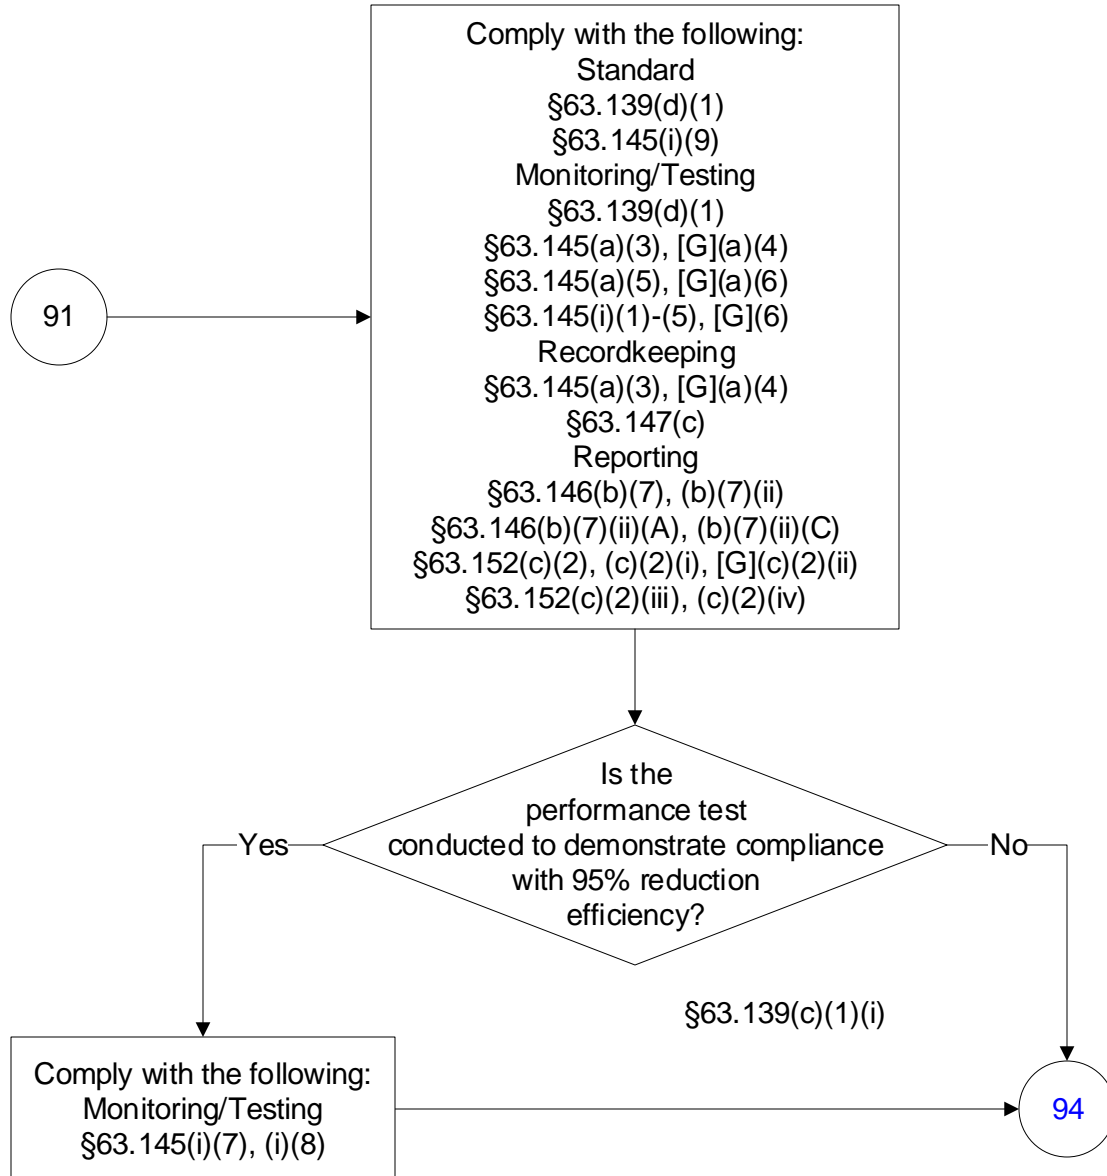 Comply with the following:
Standard
§63.139(d)(1)
§63.145(i)(9)
Monitoring/Testing
§63.139(d)(1)
§63.145(a)(3), [G](a)(4)
§63.145(a)(5), [G](a)(6)
§63.145(i)(1)-(5), [G](6)
Recordkeeping
§63.145(a)(3), [G](a)(4)
§63.147(c)
Reporting
§63.146(b)(7), (b)(7)(ii)
§63.146(b)(7)(ii)(A), (b)(7)(ii)(C)
§63.152(c)(2), (c)(2)(i), [G](c)(2)(ii)
§63.152(c)(2)(iii), (c)(2)(iv)
91
Is the
performance test
conducted to demonstrate compliance
with 95% reduction
efficiency?
Yes
No
§63.139(c)(1)(i)
Comply with the following:
Monitoring/Testing
§63.145(i)(7), (i)(8)
94